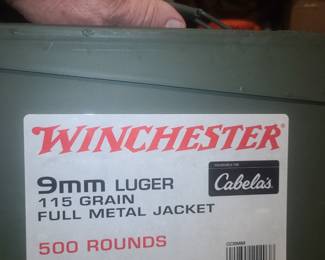 WINCHESTER
9mm LUGER
115 GRAIN
FULL METAL JACKET
Cabela's
500 ROUNDS